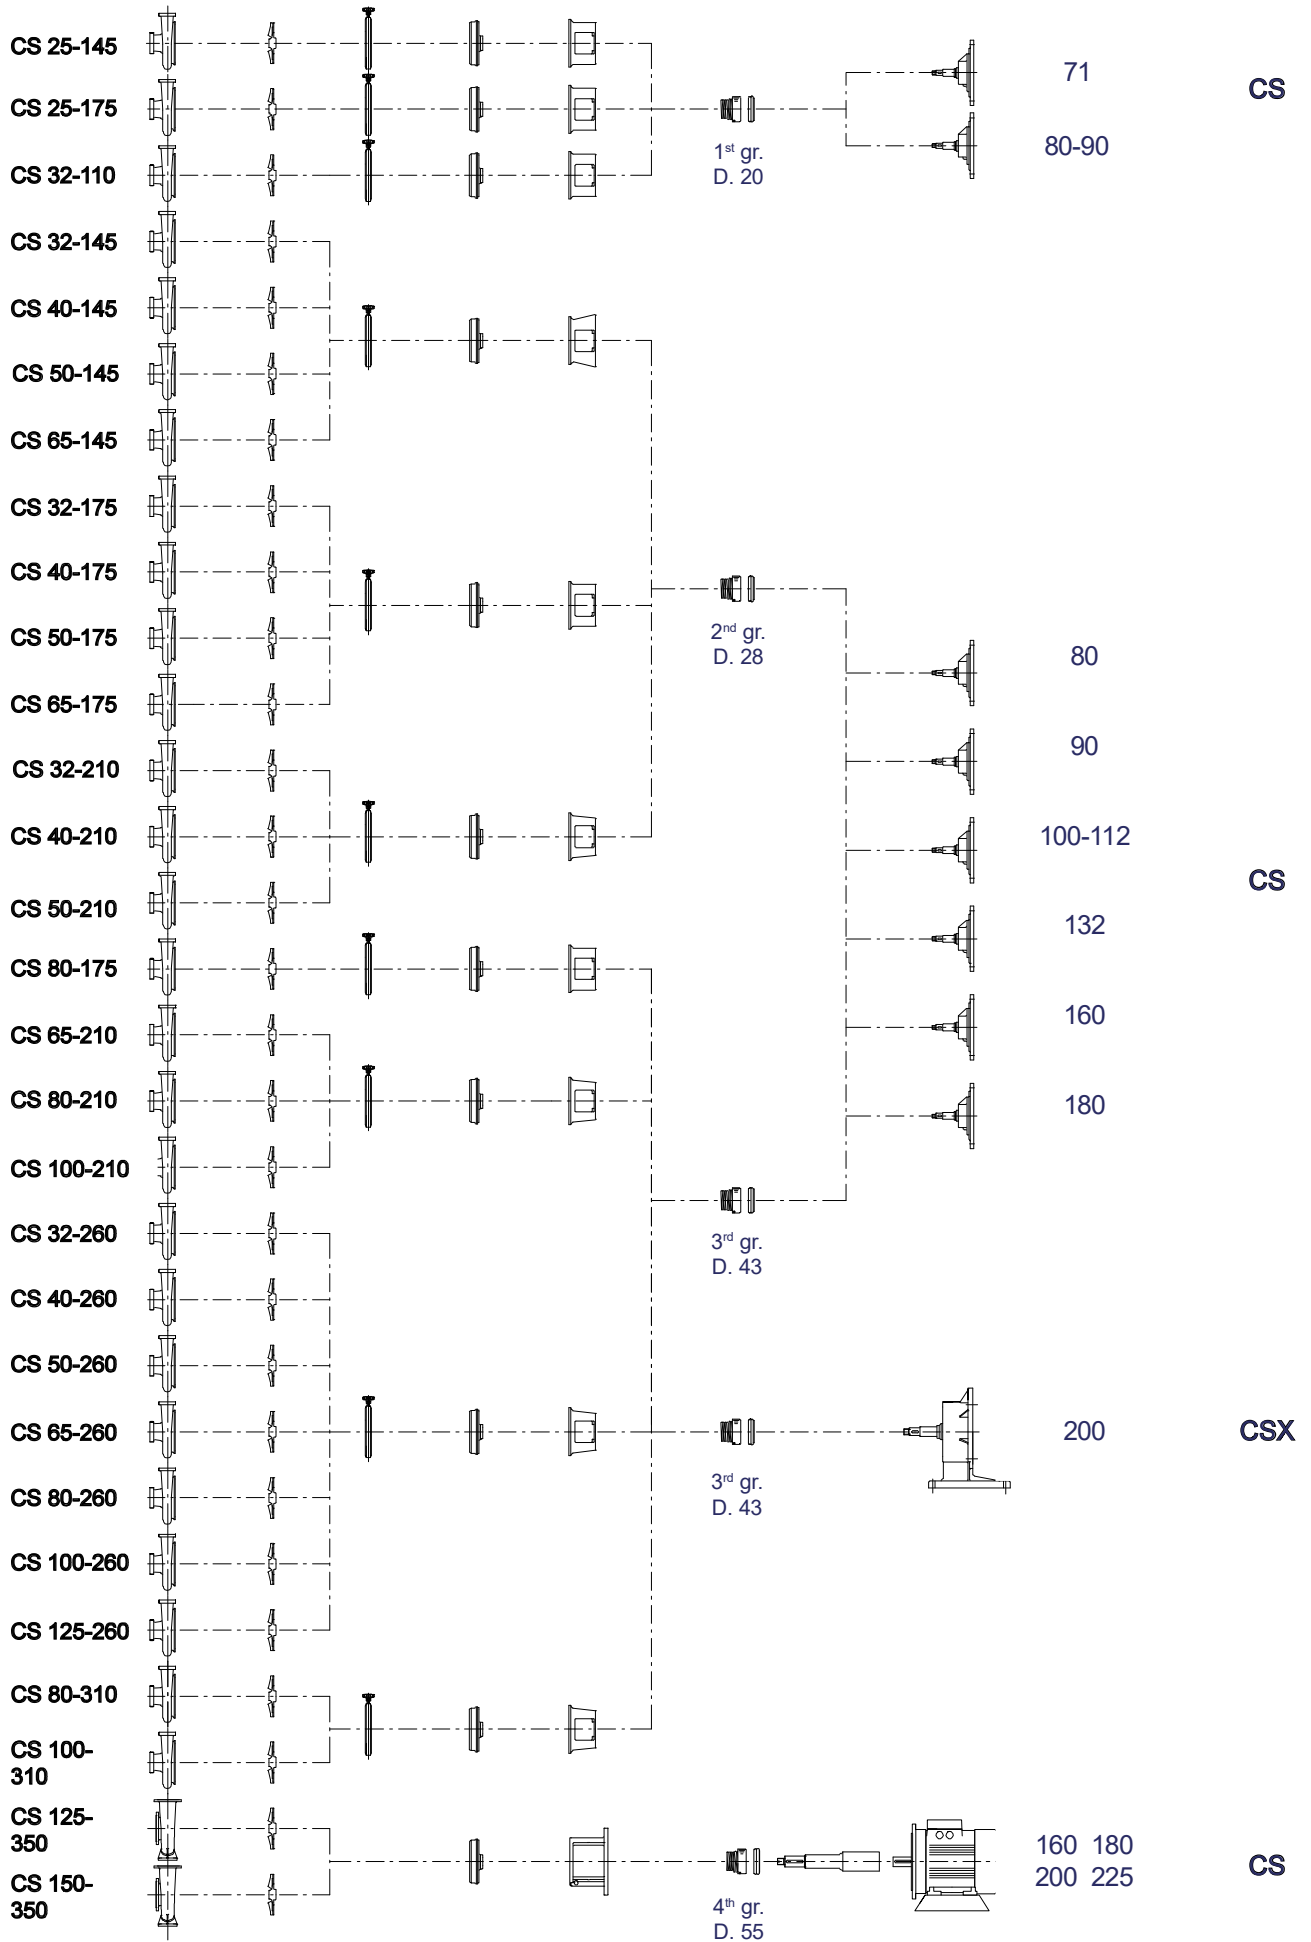 CS 25-145
71
CS
CS 25-175
80-90
1st gr.
D. 20
CS 32-110
CS 32-145
CS 40-145
CS 50-145
CS 65-145
CS 32-175
CS 40-175
CS 50-175
2nd gr.
D. 28
80
CS 65-175
90
CS 32-210
CS 40-210
100-112
CS
CS 50-210
132
CS 80-175
160
CS 65-210
CS 80-210
180
CS 100-210
CS 32-260
3rd gr.
D. 43
CS 40-260
CS 50-260
CS 65-260
200
CSX
3rd gr.
D. 43
CS 80-260
CS 100-260
CS 125-260
CS 80-310
CS 100-
310
CS 125-
350
160 180
200 225
CS
CS 150-
350
4th gr.
D. 55